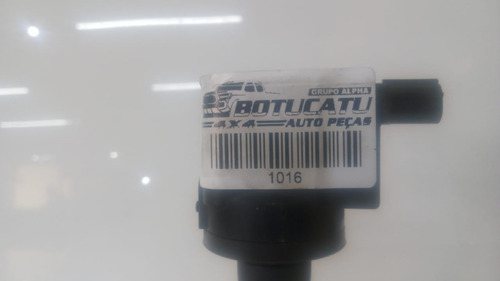 GRUPO ALPHA
BOTUCATU
4X4 AUTO PEÇAS
1016